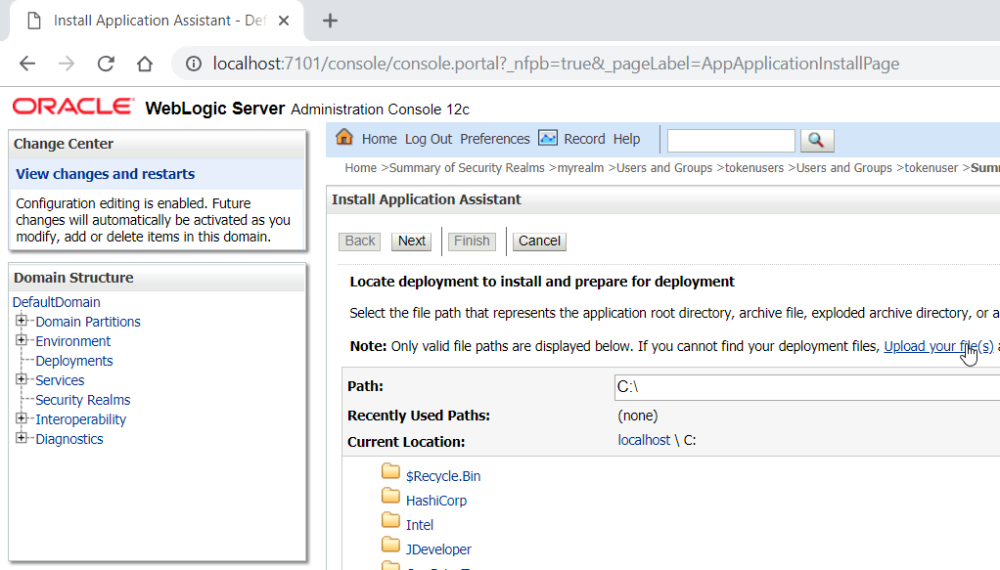 Install Application Assistant - Def
localhost:7101/console/console.portal?_nfpb=true&_pageLabel=AppApplicationInstallPage
ORACLE WebLogic Server Administration Console 12c
Change Center
View changes and restarts
Configuration editing is enabled. Future
changes will automatically be activated as you
modify, add or delete items in this domain.
Domain Structure
DefaultDomain
Domain Partitions
Environment
Deployments
Services
Security Realms
Interoperability
Diagnostics
Home Log Out Preferences Record Help
Home >Summary of Security Realms >myrealm >Users and Groups >tokenusers >Users and Groups >tokenuser >Summ
Install Application Assistant
Back Next Finish Cancel
Locate deployment to install and prepare for deployment
Select the file path that represents the application root directory, archive file, exploded archive directory, or a
Note: Only valid file paths are displayed below. If you cannot find your deployment files, Upload your file(s) a
Path: C:\
Recently Used Paths: (none)
Current Location: localhost \ C:
$Recycle.Bin
HashiCorp
Intel
JDeveloper